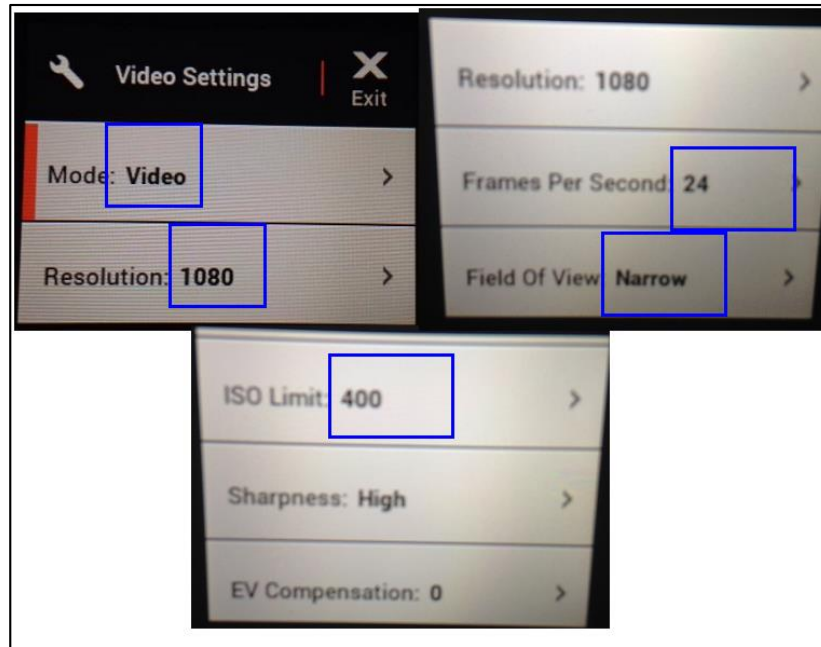 Video Settings
Exit
Mode: Video
Resolution: 1080
Resolution: 1080
Frames Per Second: 24
Field Of View: Narrow
ISO Limit: 400
Sharpness: High
EV Compensation: 0